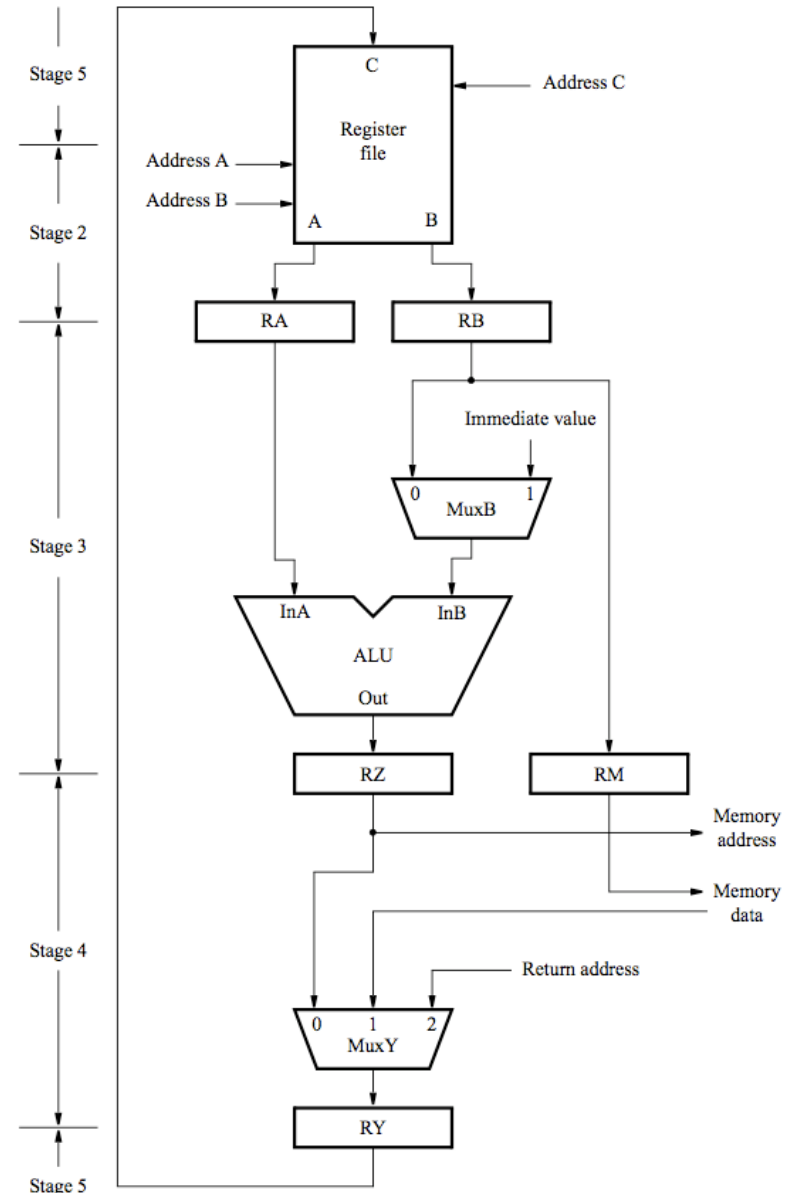 C
Stage 5
Address C
Register
file
Address A
Address B
A
B
Stage 2
RA
RB
Immediate value
0
1
MuxB
Stage 3
InA
InB
ALU
Out
RZ
RM
Memory
address
Memory
data
Stage 4
Return address
0
1
2
MuxY
RY
Stage 5